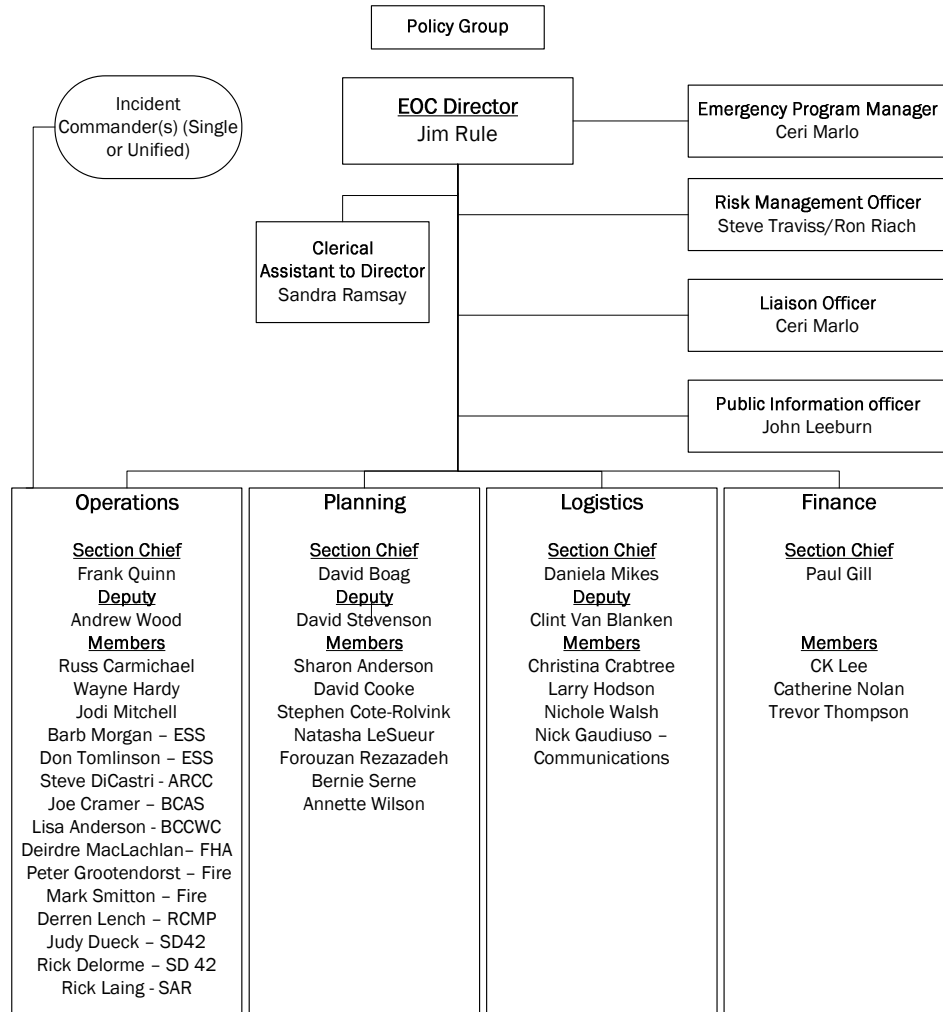 Policy Group
Incident
Commander(s) (Single
or Unified)
EOC Director
Jim Rule
Emergency Program Manager
Ceri Marlo
Risk Management Officer
Steve Traviss/Ron Riach
Clerical
Assistant to Director
Sandra Ramsay
Liaison Officer
Ceri Marlo
Public Information officer
John Leeburn
Operations
Section Chief
Frank Quinn
Deputy
Andrew Wood
Members
Russ Carmichael
Wayne Hardy
Jodi Mitchell
Barb Morgan – ESS
Don Tomlinson – ESS
Steve DiCastri - ARCC
Joe Cramer – BCAS
Lisa Anderson - BCCWC
Deirdre MacLachlan– FHA
Peter Grootendorst – Fire
Mark Smitton – Fire
Derren Lench – RCMP
Judy Dueck – SD42
Rick Delorme – SD 42
Rick Laing - SAR
Planning
Section Chief
David Boag
Deputy
David Stevenson
Members
Sharon Anderson
David Cooke
Stephen Cote-Rolvink
Natasha LeSueur
Forouzan Rezazadeh
Bernie Serne
Annette Wilson
Logistics
Section Chief
Daniela Mikes
Deputy
Clint Van Blanken
Members
Christina Crabtree
Larry Hodson
Nichole Walsh
Nick Gaudiuso –
Communications
Finance
Section Chief
Paul Gill
Members
CK Lee
Catherine Nolan
Trevor Thompson